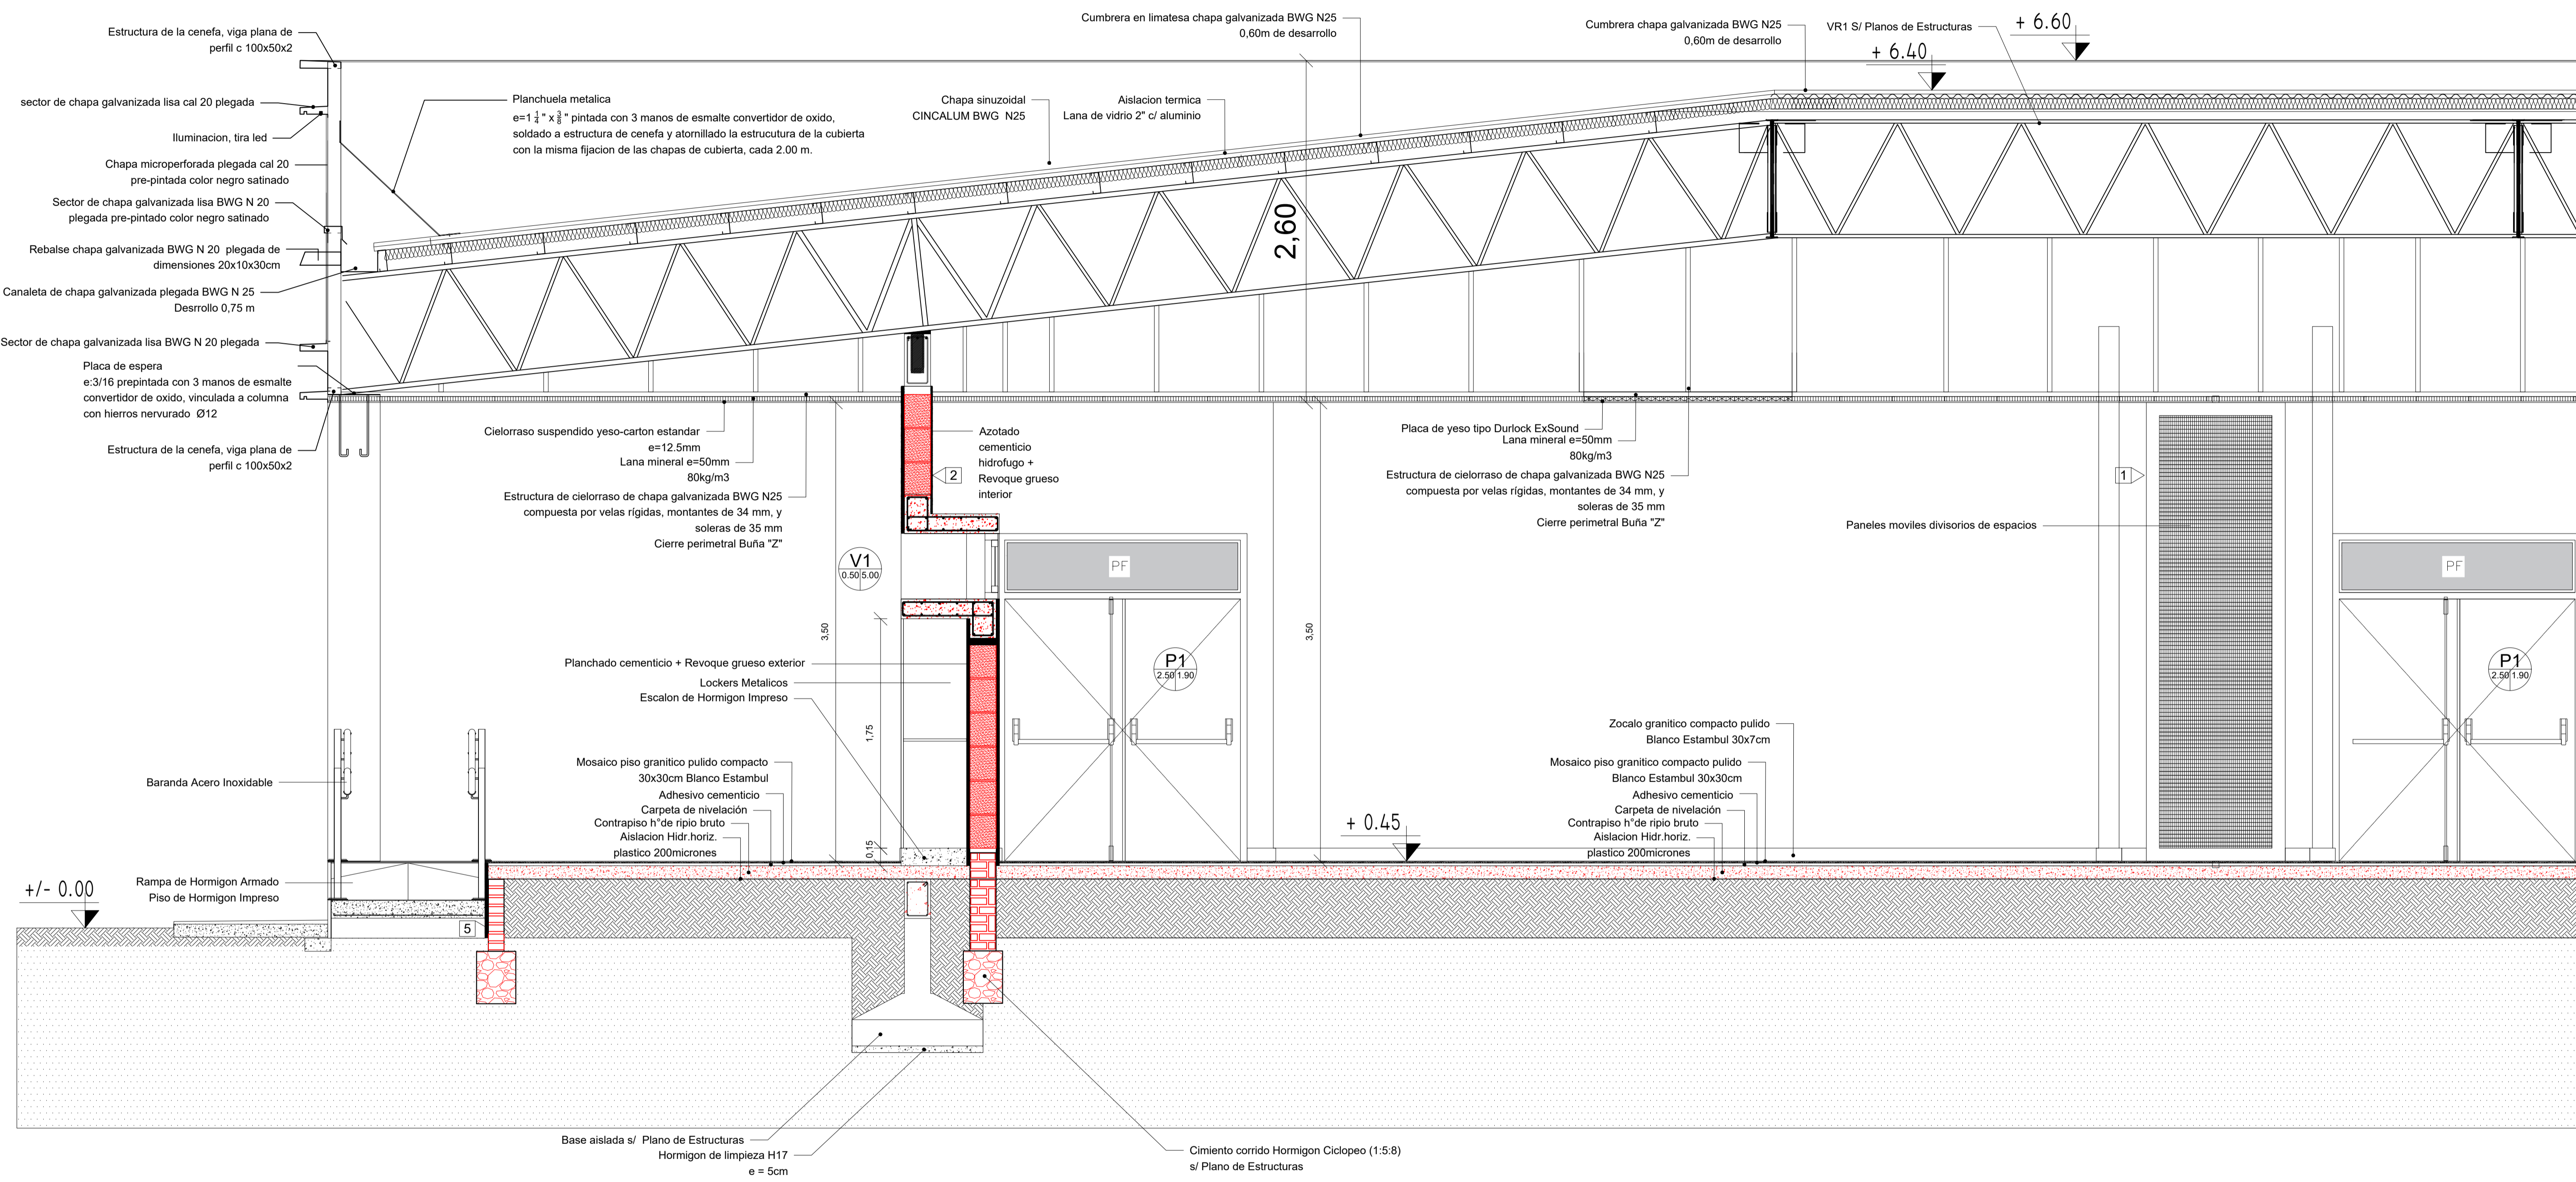 Estructura de la cenefa, viga plana de
perfil c 100x50x2
sector de chapa galvanizada lisa cal 20 plegada
Iluminacion, tira led
Chapa microperforada plegada cal 20
pre-pintada color negro satinado
Sector de chapa galvanizada lisa BWG N 20
plegada pre-pintado color negro satinado
Rebalse chapa galvanizada BWG N 20 plegada de
dimensiones 20x10x30cm
Canaleta de chapa galvanizada plegada BWG N 25
Desrrollo 0,75 m
Sector de chapa galvanizada lisa BWG N 20 plegada
Placa de espera
e:3/16 prepintada con 3 manos de esmalte
convertidor de oxido, vinculada a columna
con hierros nervurado Ø12
Estructura de la cenefa, viga plana de
perfil c 100x50x2
Planchuela metalica
e=1 1/4 " x 3/8 " pintada con 3 manos de esmalte convertidor de oxido,
soldado a estructura de cenefa y atornillado la estrucutura de la cubierta
con la misma fijacion de las chapas de cubierta, cada 2.00 m.
Chapa sinuzoidal
CINCALUM BWG N25
Aislacion termica
Lana de vidrio 2" c/ aluminio
Cumbrera en limatesa chapa galvanizada BWG N25
0,60m de desarrollo
Cumbrera chapa galvanizada BWG N25
0,60m de desarrollo
VR1 S/ Planos de Estructuras
+ 6.60
+ 6.40
2,60
Cielorraso suspendido yeso-carton estandar
e=12.5mm
Lana mineral e=50mm
80kg/m3
Estructura de cielorraso de chapa galvanizada BWG N25
compuesta por velas rígidas, montantes de 34 mm, y
soleras de 35 mm
Cierre perimetral Buña "Z"
Azotado
cementicio
hidrofugo +
Revoque grueso
interior
2
Placa de yeso tipo Durlock ExSound
Lana mineral e=50mm
80kg/m3
Estructura de cielorraso de chapa galvanizada BWG N25
compuesta por velas rígidas, montantes de 34 mm, y
soleras de 35 mm
Cierre perimetral Buña "Z"
1
Paneles moviles divisorios de espacios
V1
0.50 5.00
PF
PF
3,50
3,50
P1
2.50 1.90
P1
2.50 1.90
Planchado cementicio + Revoque grueso exterior
Lockers Metalicos
Escalon de Hormigon Impreso
1,75
0,15
Baranda Acero Inoxidable
Mosaico piso granitico pulido compacto
30x30cm Blanco Estambul
Adhesivo cementicio
Carpeta de nivelación
Contrapiso h°de ripio bruto
Aislacion Hidr.horiz.
plastico 200micrones
Zocalo granitico compacto pulido
Blanco Estambul 30x7cm
Mosaico piso granitico compacto pulido
Blanco Estambul 30x30cm
Adhesivo cementicio
Carpeta de nivelación
Contrapiso h°de ripio bruto
Aislacion Hidr.horiz.
plastico 200micrones
+ 0.45
+/- 0.00
Rampa de Hormigon Armado
Piso de Hormigon Impreso
5
Base aislada s/ Plano de Estructuras
Hormigon de limpieza H17
e = 5cm
Cimiento corrido Hormigon Ciclopeo (1:5:8)
s/ Plano de Estructuras